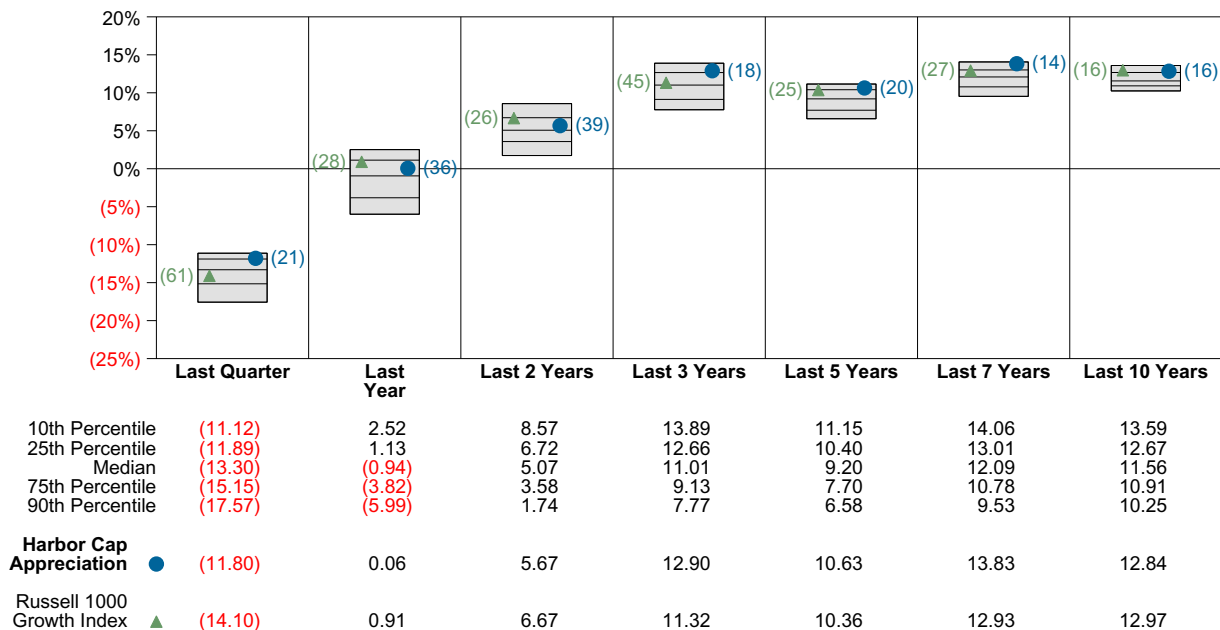 20%
15%
10%
5%
0%
(5%)
(10%)
(15%)
(20%)
(25%)
(61) (21)
(28) (36)
(26) (39)
(45) (18)
(25) (20)
(27) (14)
(16) (16)
Last Quarter Last Year Last 2 Years Last 3 Years Last 5 Years Last 7 Years Last 10 Years
10th Percentile (11.12) 2.52 8.57 13.89 11.15 14.06 13.59
25th Percentile (11.89) 1.13 6.72 12.66 10.40 13.01 12.67
Median (13.30) (0.94) 5.07 11.01 9.20 12.09 11.56
75th Percentile (15.15) (3.82) 3.58 9.13 7.70 10.78 10.91
90th Percentile (17.57) (5.99) 1.74 7.77 6.58 9.53 10.25
Harbor Cap
Appreciation (11.80) 0.06 5.67 12.90 10.63 13.83 12.84
Russell 1000
Growth Index (14.10) 0.91 6.67 11.32 10.36 12.93 12.97